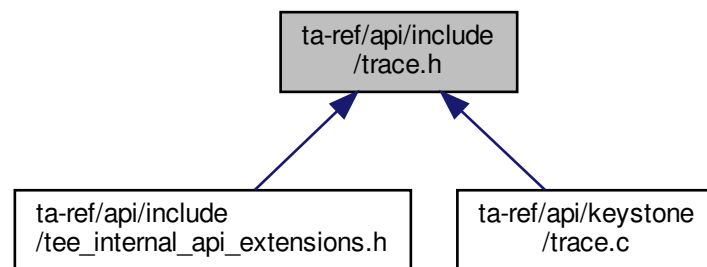 ta-ref/api/include
/trace.h
ta-ref/api/include
/tee_internal_api_extensions.h
ta-ref/api/keystone
/trace.c